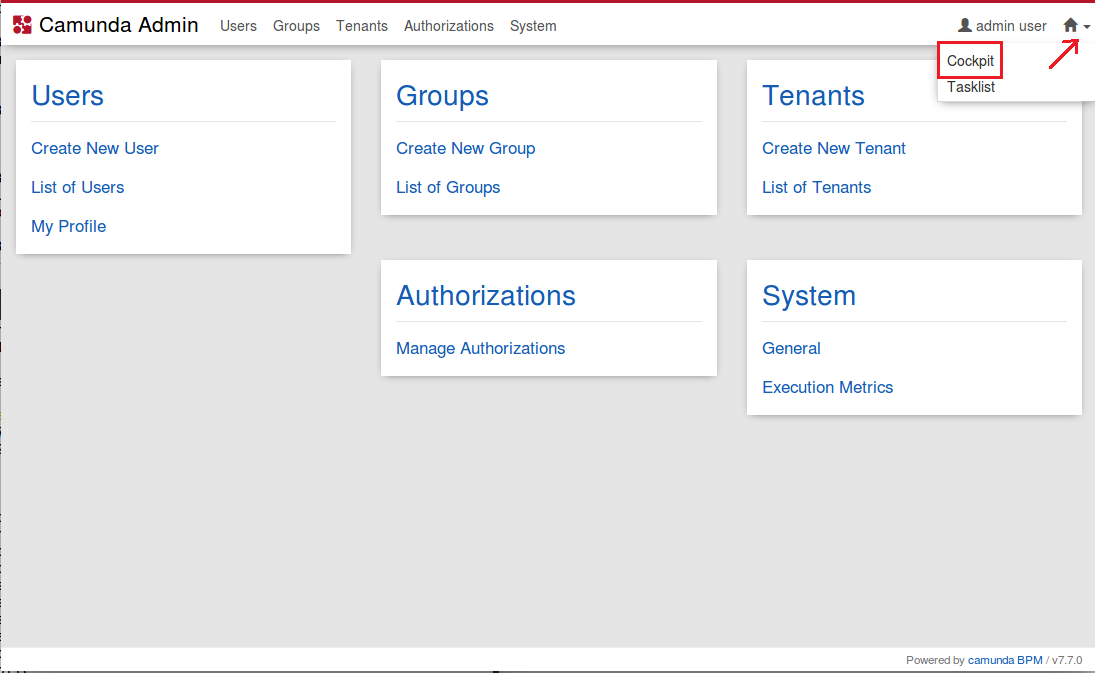 Camunda Admin Users Groups Tenants Authorizations System admin user
Cockpit
Tasklist
Users
Create New User
List of Users
My Profile
Groups
Create New Group
List of Groups
Tenants
Create New Tenant
List of Tenants
Authorizations
Manage Authorizations
System
General
Execution Metrics
Powered by camunda BPM / v7.7.0